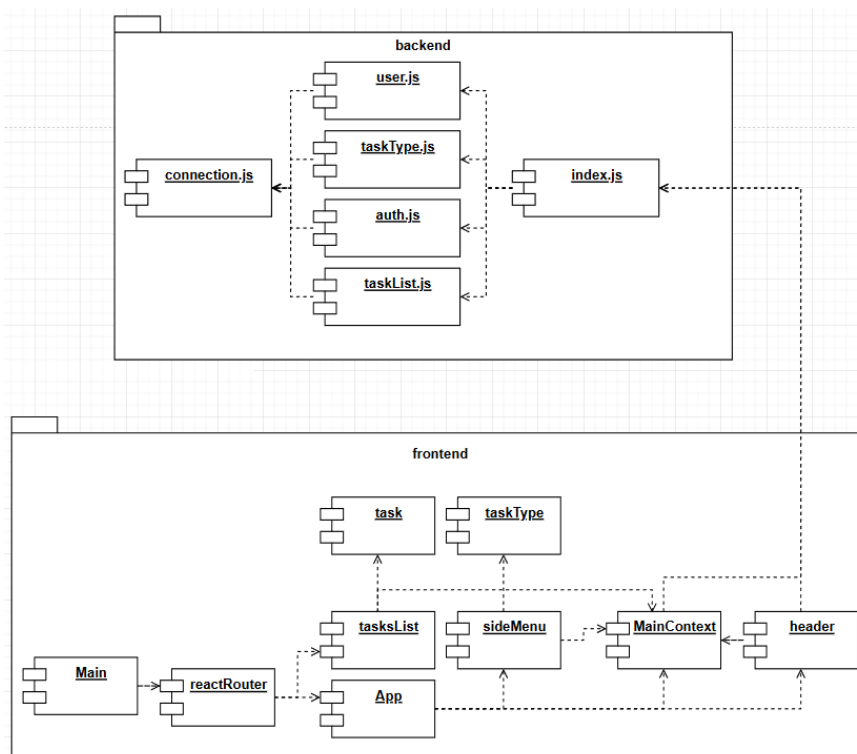 backend
user.js
taskType.js
connection.js
index.js
auth.js
taskList.js
frontend
task
taskType
tasksList
sideMenu
MainContext
header
Main
reactRouter
App